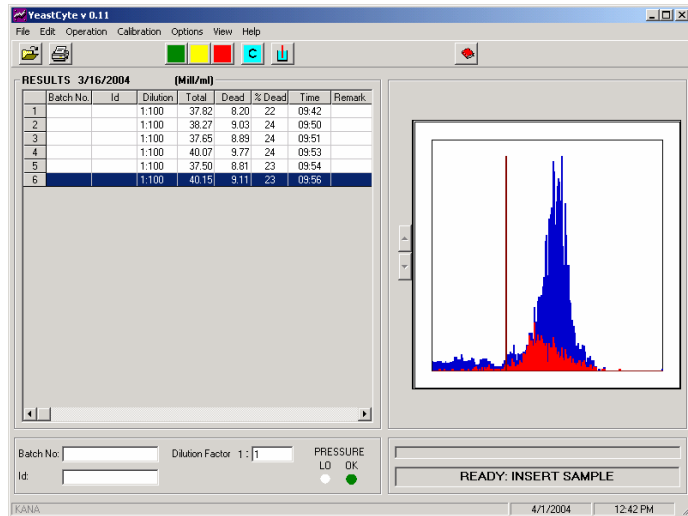 YeastCyte v 0.11
File Edit Operation Calibration Options View Help
C
RESULTS 3/16/2004 (Mill/ml)
Batch No. Id Dilution Total Dead % Dead Time Remark
1 1:100 37.82 8.20 22 09:42
2 1:100 38.27 9.03 24 09:50
3 1:100 37.65 8.89 24 09:51
4 1:100 40.07 9.77 24 09:53
5 1:100 37.50 8.81 23 09:54
6 1:100 40.15 9.11 23 09:56
Batch No: Dilution Factor 1: 1 PRESSURE
LO OK
Id:
READY: INSERT SAMPLE
KANA 4/1/2004 12:42 PM